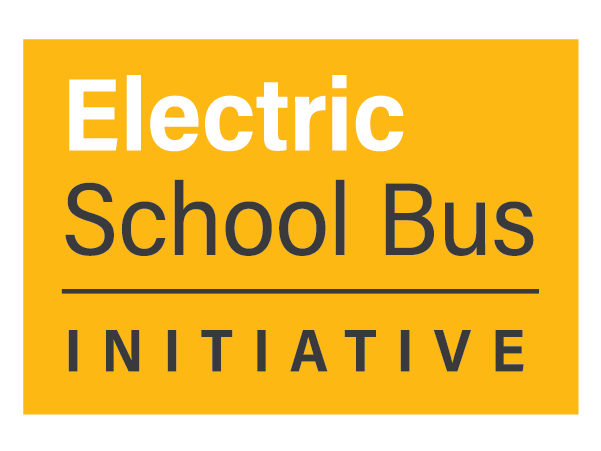 Electric
School Bus
INITIATIVE